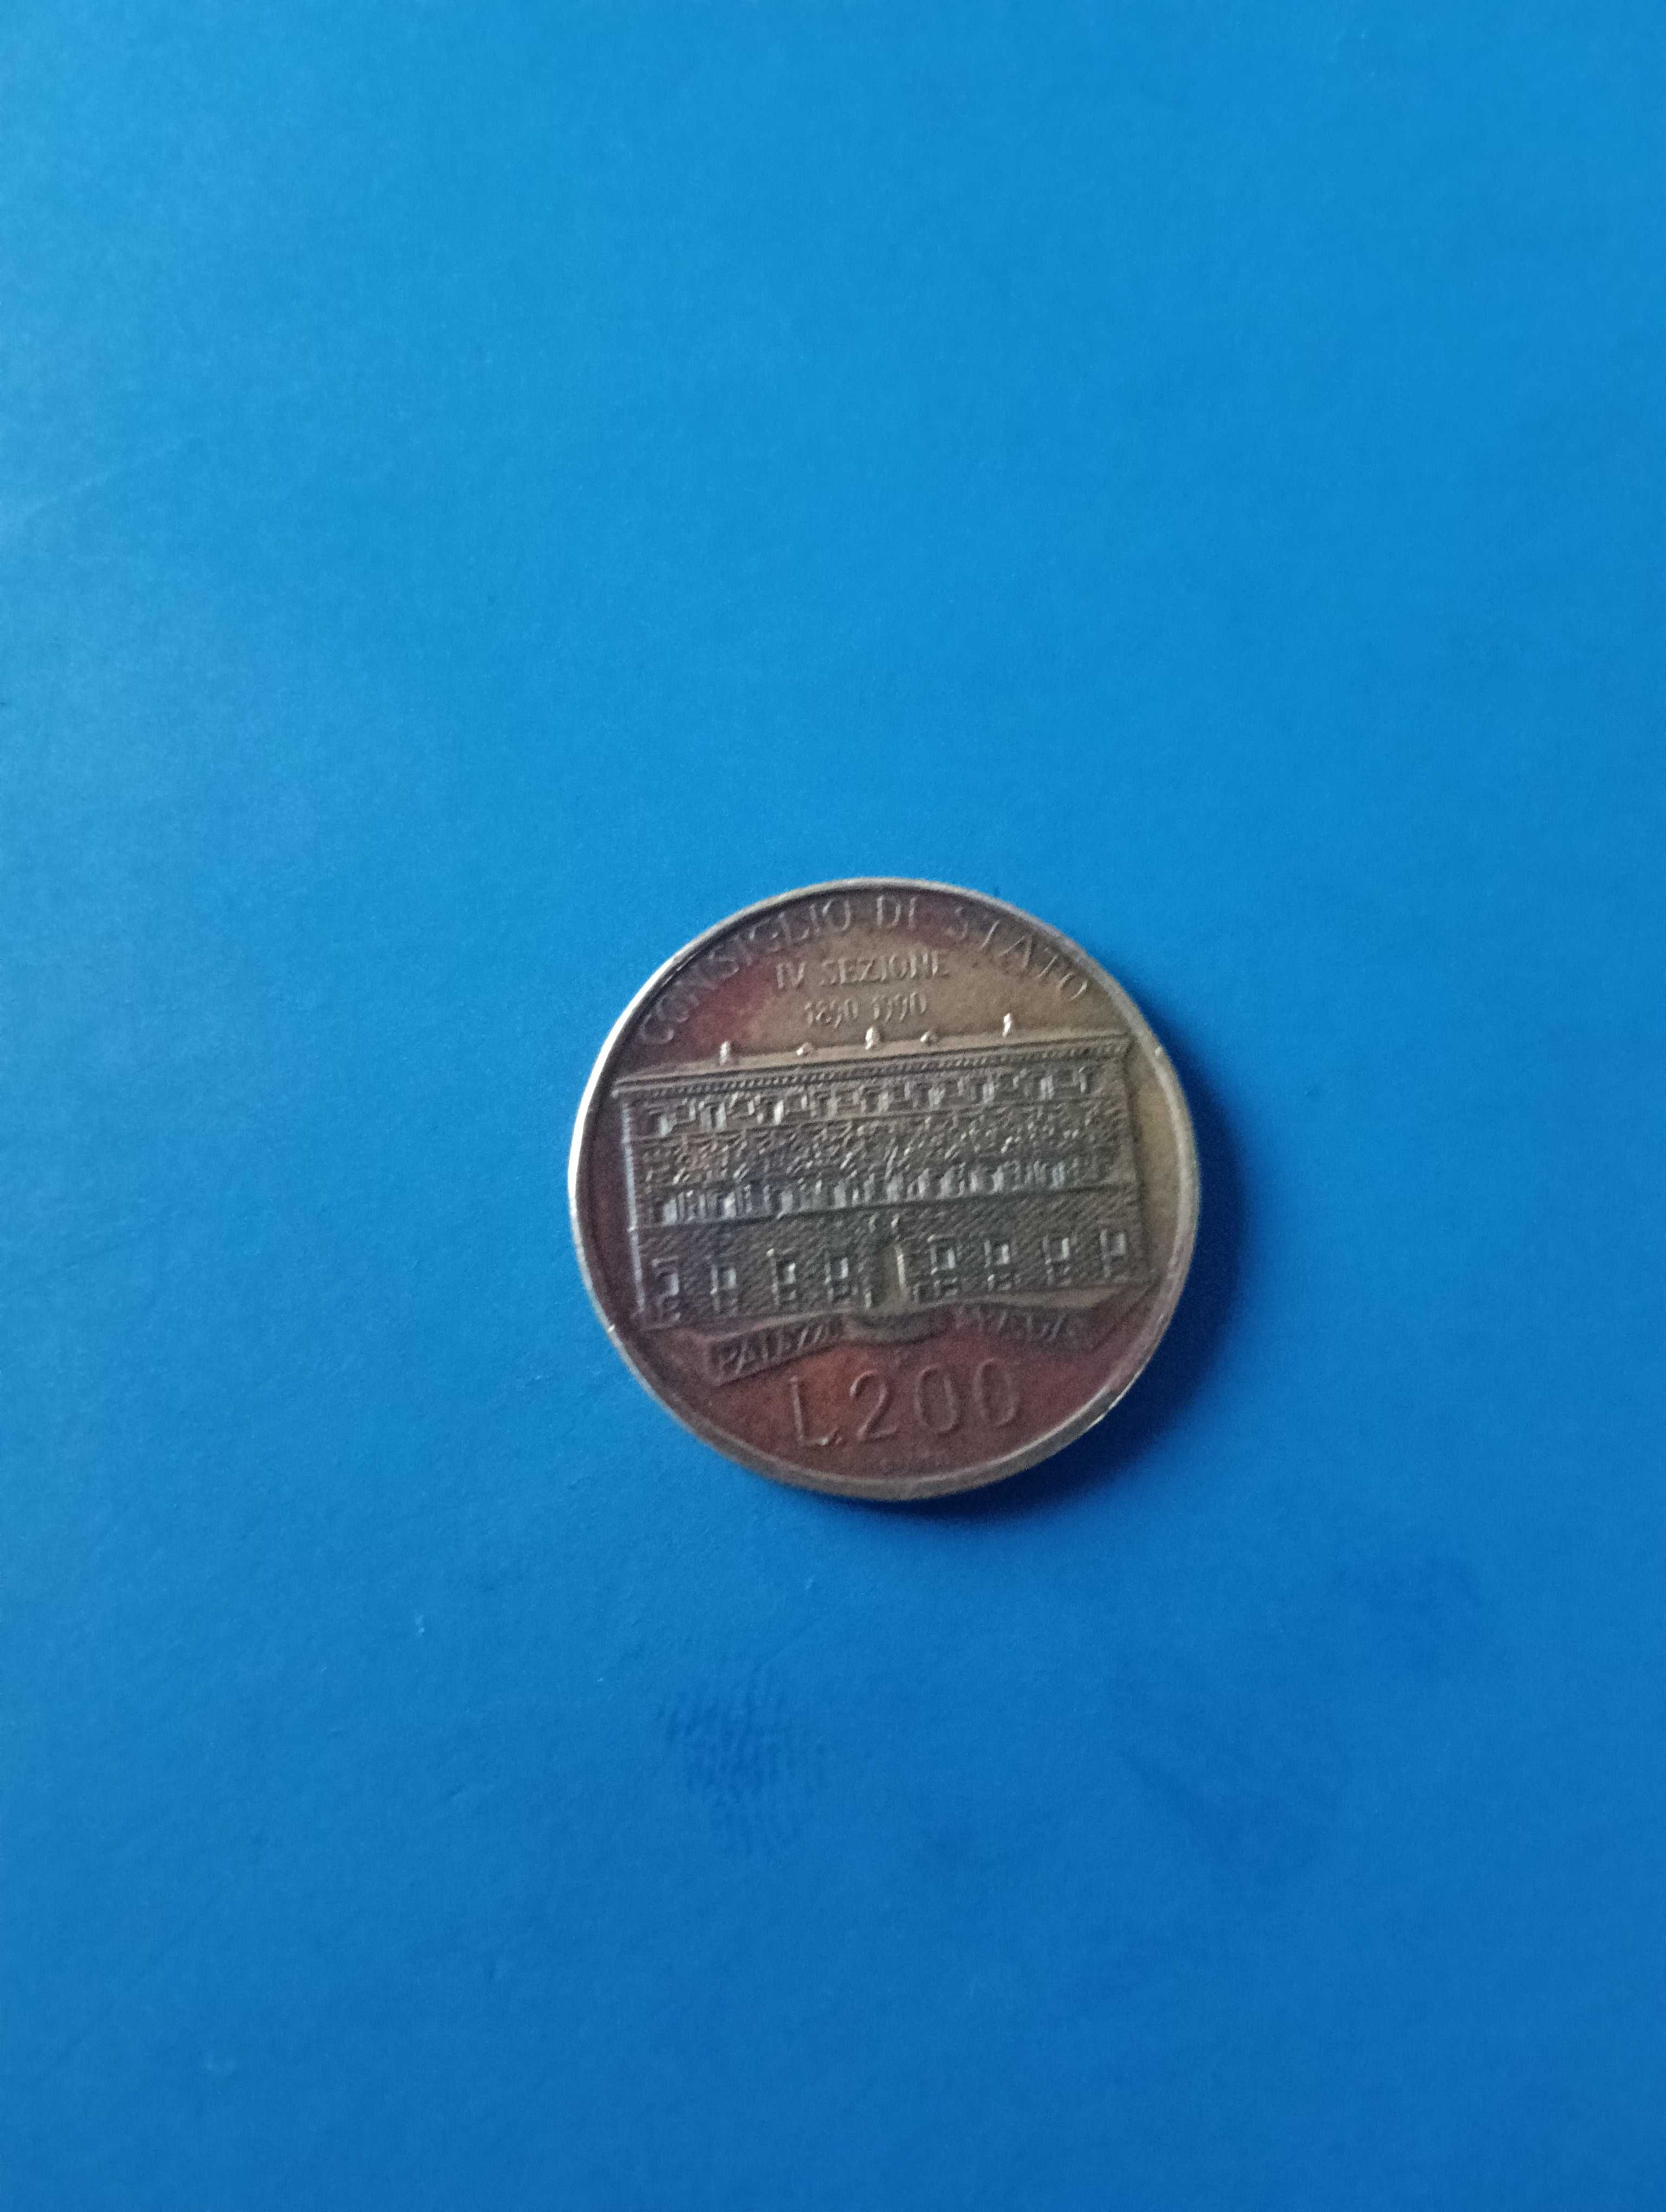 CONSIGLIO DI STATO
IV SEZIONE
1890 1990
PALAZZO SPADA
L.200